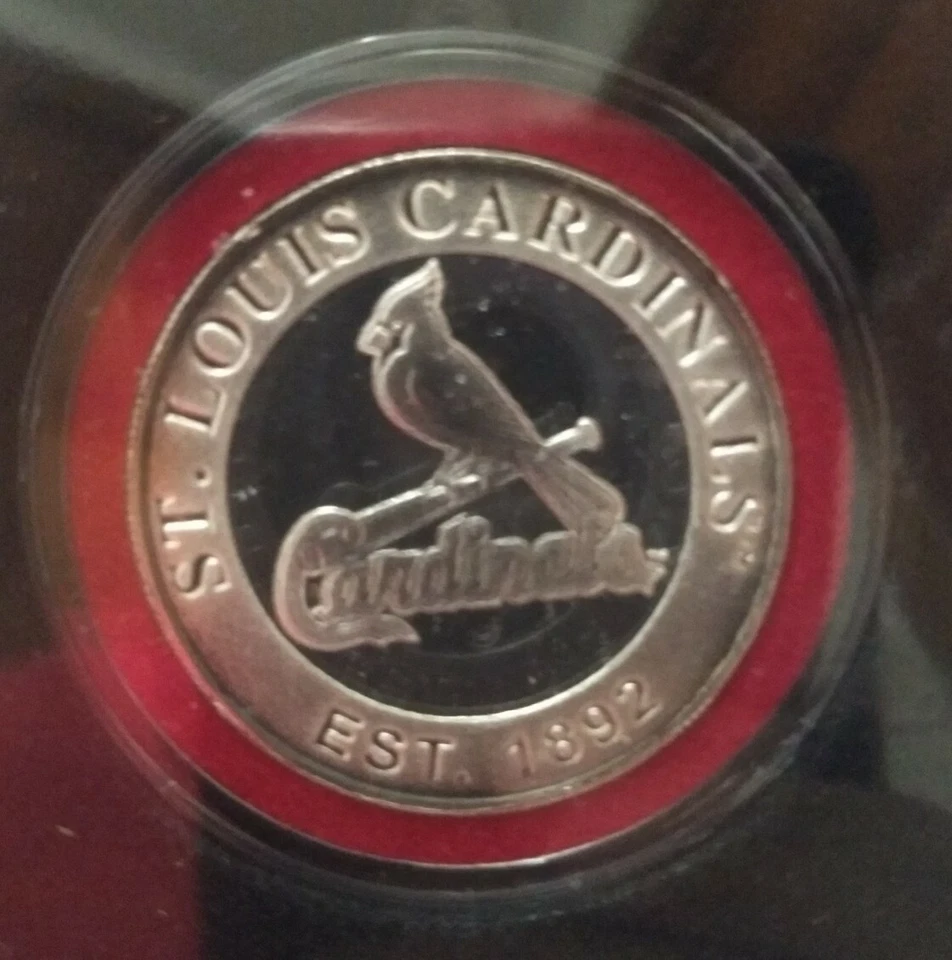 ST. LOUIS CARDINALS
Cardinals
EST. 1892